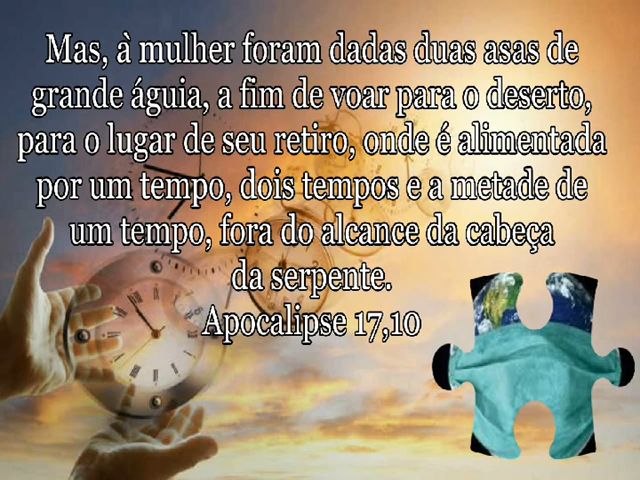 Mas, à mulher foram dadas duas asas de
grande águia, a fim de voar para o deserto,
para o lugar de seu retiro, onde é alimentada
por um tempo, dois tempos e a metade de
um tempo, fora do alcance da cabeça
da serpente.
Apocalipse 17,10